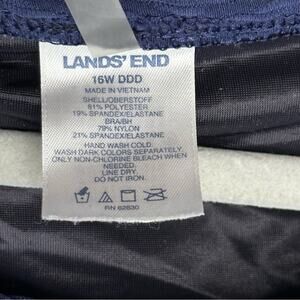 LANDS' END
16W DDD
MADE IN VIETNAM
SHELL/OBERSTOFF
81% POLYESTER
19% SPANDEX/ELASTANE
BRA/BH
79% NYLON
21% SPANDEX/ELASTANE
HAND WASH COLD.
WASH DARK COLORS SEPARATELY.
ONLY NON-CHLORINE BLEACH WHEN
NEEDED.
LINE DRY.
DO NOT IRON.
RN 62830